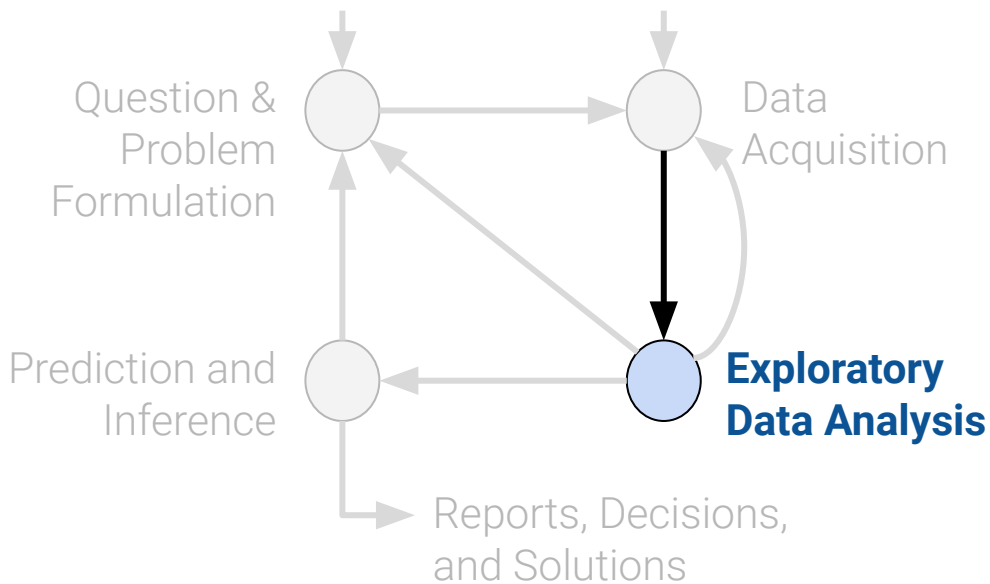 Question &
Problem
Formulation
Data
Acquisition
Prediction and
Inference
Exploratory
Data Analysis
Reports, Decisions,
and Solutions